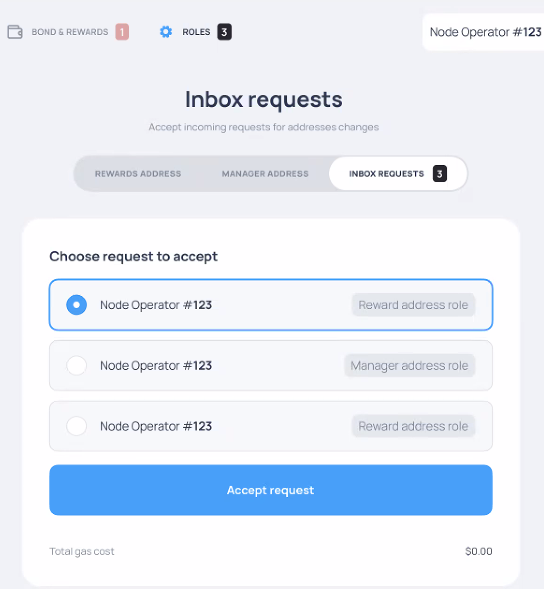 BOND & REWARDS 1 ROLES 3 Node Operator #123
Inbox requests
Accept incoming requests for addresses changes
REWARDS ADDRESS MANAGER ADDRESS INBOX REQUESTS 3
Choose request to accept
Node Operator #123 Reward address role
Node Operator #123 Manager address role
Node Operator #123 Reward address role
Accept request
Total gas cost $0.00